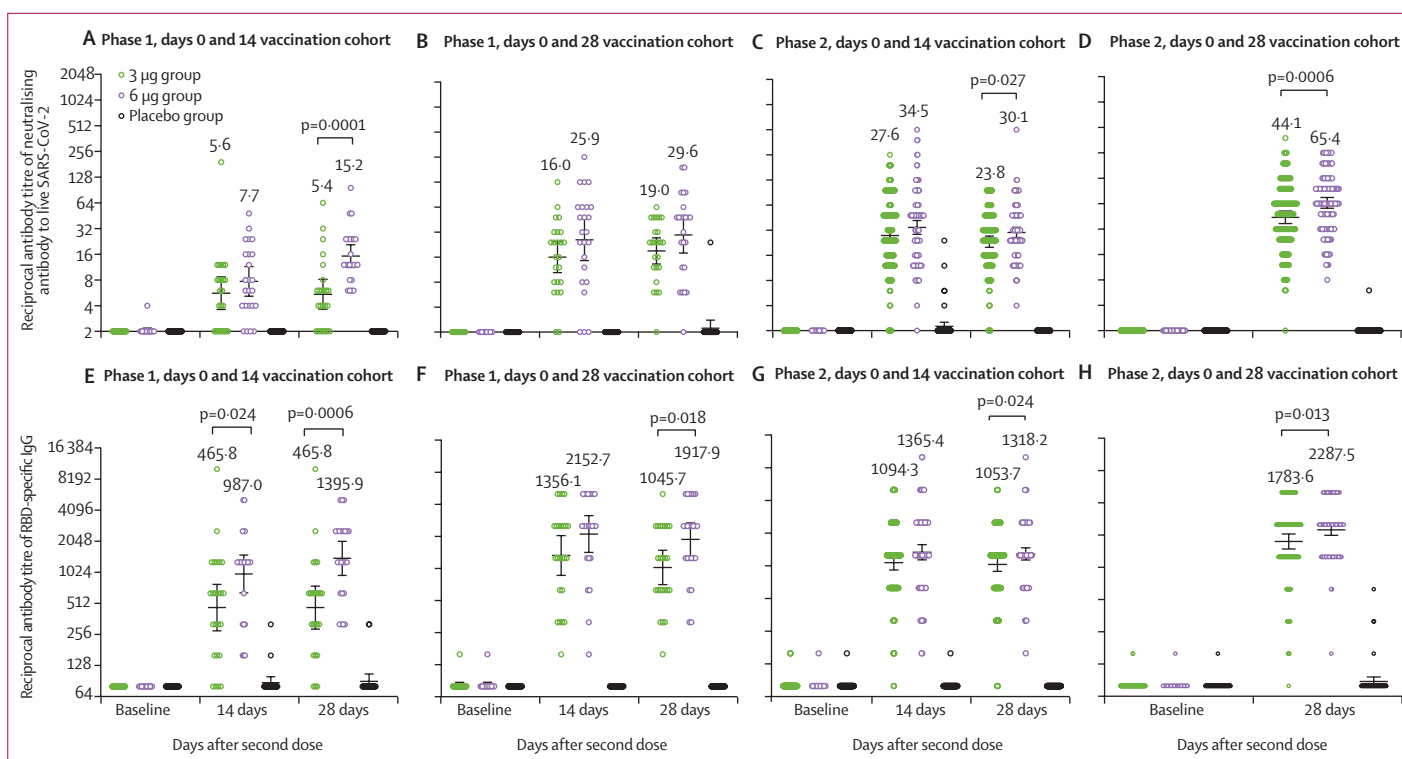 A Phase 1, days 0 and 14 vaccination cohort
B Phase 1, days 0 and 28 vaccination cohort
C Phase 2, days 0 and 14 vaccination cohort
D Phase 2, days 0 and 28 vaccination cohort
Reciprocal antibody titre of neutralising
antibody to live SARS-CoV-2
2048
1024
512
256
128
64
32
16
8
4
2
3 µg group
6 µg group
Placebo group
5·6
7·7
p=0·0001
5·4
15·2
16·0
25·9
19·0
29·6
27·6
34·5
p=0·027
23·8
30·1
p=0·0006
44·1
65·4
E Phase 1, days 0 and 14 vaccination cohort
F Phase 1, days 0 and 28 vaccination cohort
G Phase 2, days 0 and 14 vaccination cohort
H Phase 2, days 0 and 28 vaccination cohort
Reciprocal antibody titre of RBD-specific IgG
16 384
8192
4096
2048
1024
512
256
128
64
p=0·024
465·8
987·0
p=0·0006
465·8
1395·9
1356·1
2152·7
p=0·018
1045·7
1917·9
1094·3
1365·4
p=0·024
1053·7
1318·2
p=0·013
1783·6
2287·5
Baseline
14 days
28 days
Days after second dose
Baseline
14 days
28 days
Days after second dose
Baseline
14 days
28 days
Days after second dose
Baseline
28 days
Days after second dose